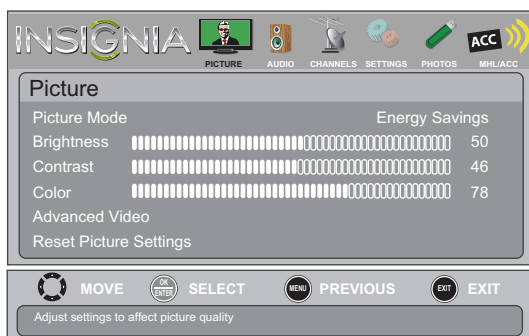 INSIGNIA
PICTURE AUDIO CHANNELS SETTINGS PHOTOS MHL/ACC
ACC
Picture
Picture Mode Energy Savings
Brightness 50
Contrast 46
Color 78
Advanced Video
Reset Picture Settings
MOVE OK ENTER SELECT MENU PREVIOUS EXIT EXIT
Adjust settings to affect picture quality